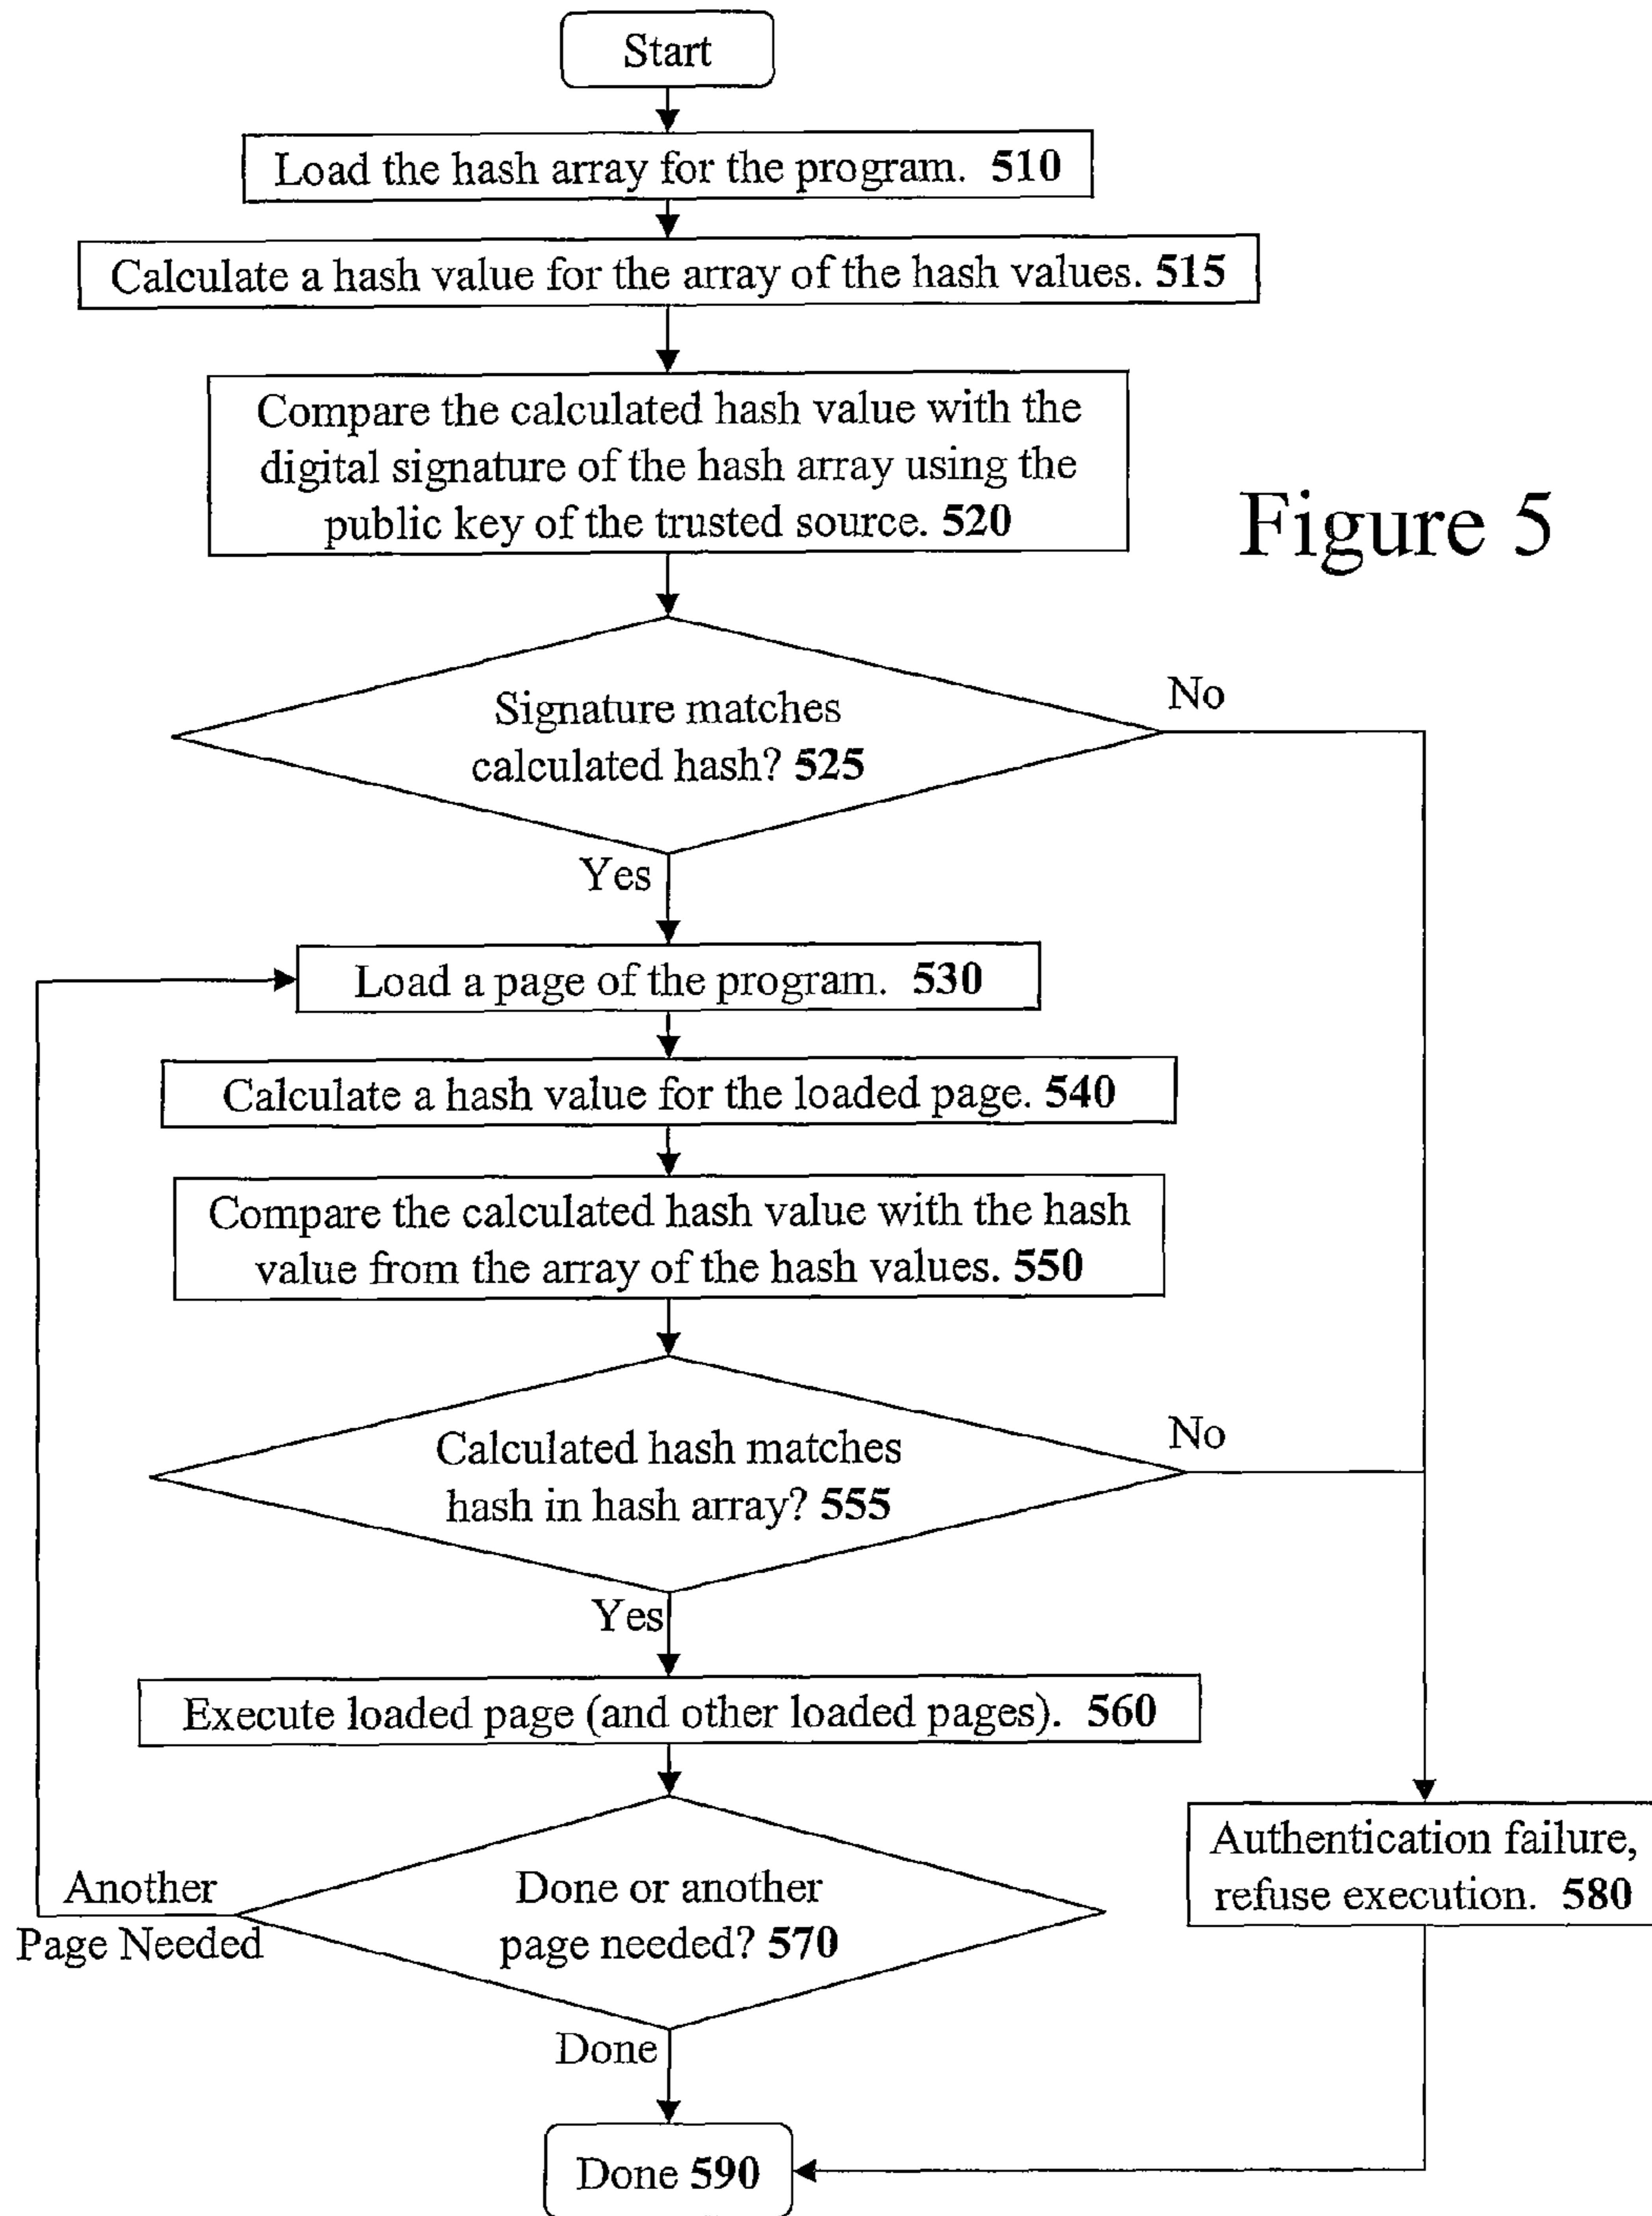 Start
Load the hash array for the program. 510
Calculate a hash value for the array of the hash values. 515
Compare the calculated hash value with the
digital signature of the hash array using the
public key of the trusted source. 520
Figure 5
Signature matches
calculated hash? 525
No
Yes
Load a page of the program. 530
Calculate a hash value for the loaded page. 540
Compare the calculated hash value with the hash
value from the array of the hash values. 550
Calculated hash matches
hash in hash array? 555
No
Yes
Execute loaded page (and other loaded pages). 560
Authentication failure,
refuse execution. 580
Done or another
page needed? 570
Another
Page Needed
Done
Done 590